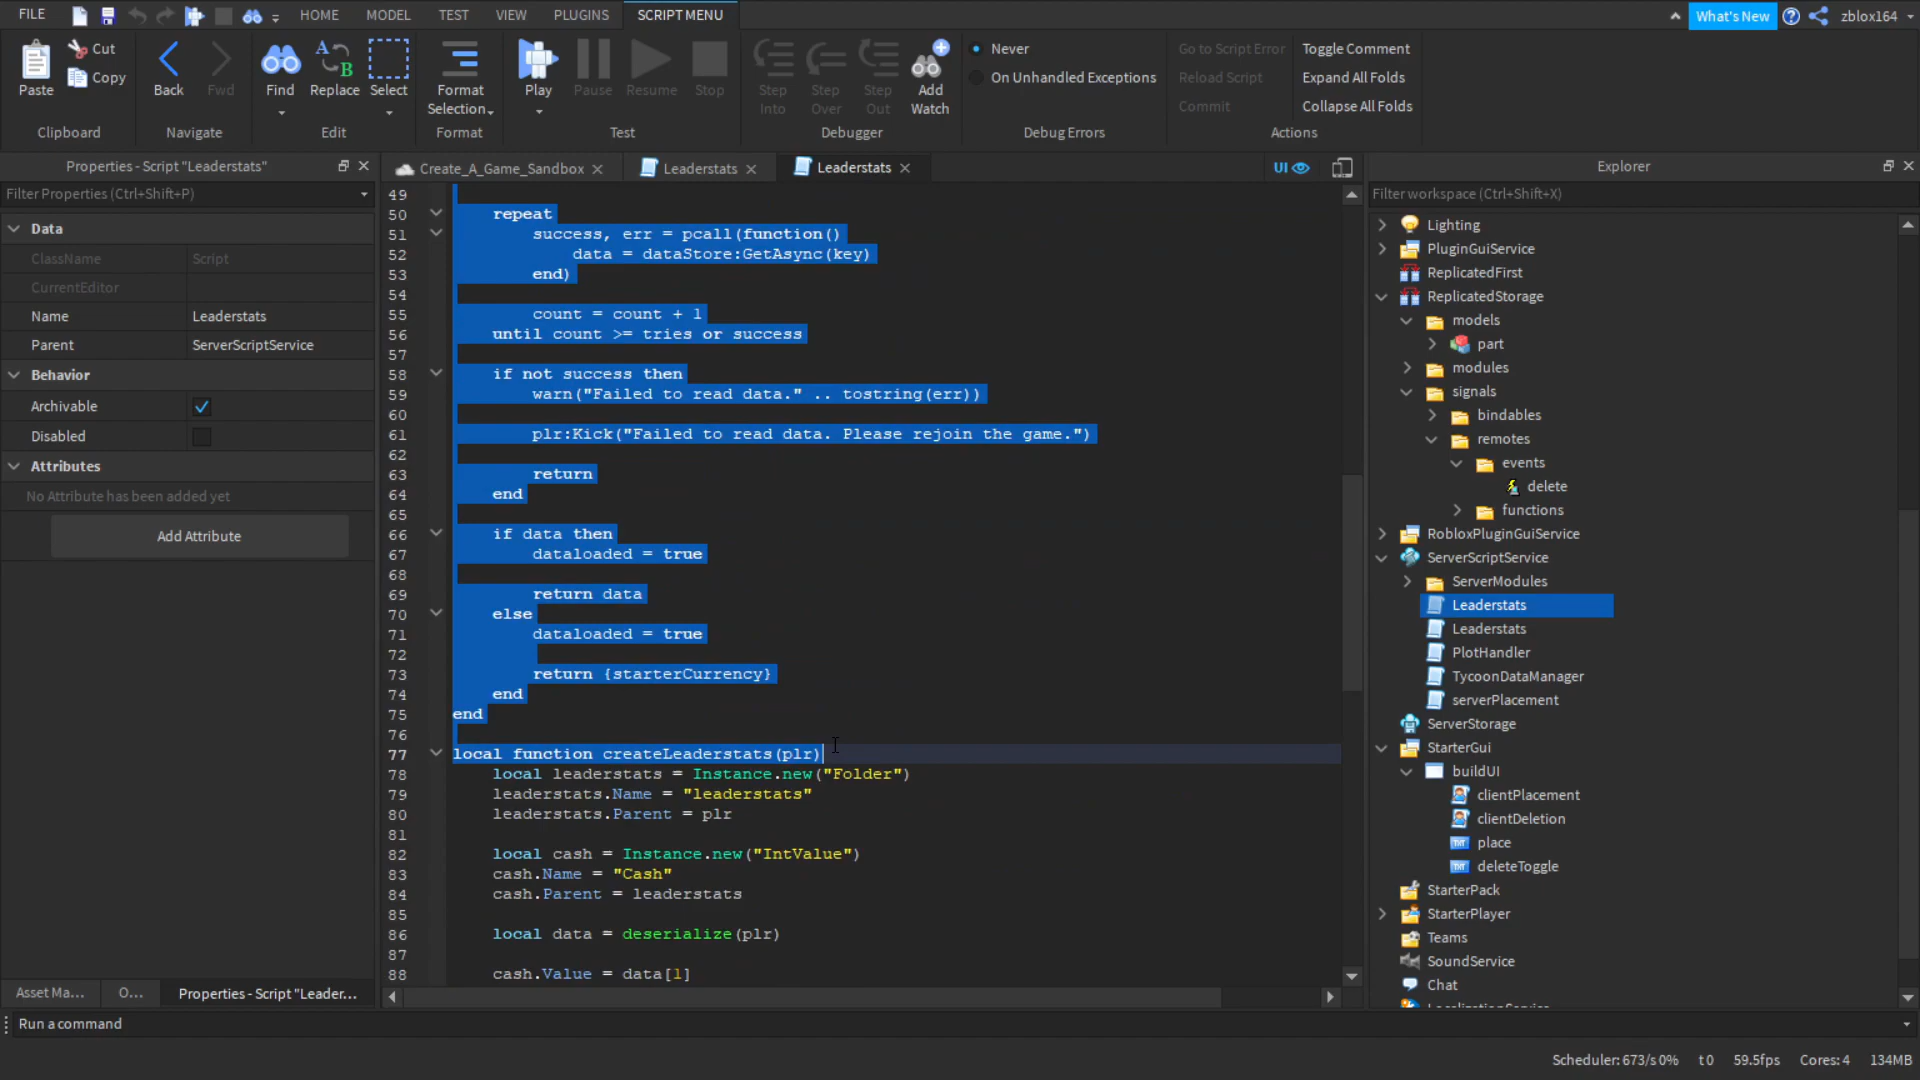 FILE HOME MODEL TEST VIEW PLUGINS SCRIPT MENU What's New zblox164
Paste Cut Copy Clipboard
Back Fwd Navigate
Find Replace Select Edit
A B
Format Selection Format
Play Pause Resume Stop Test
Step Into Step Over Step Out Add Watch Debugger
Never
On Unhandled Exceptions
Debug Errors
Go to Script Error
Reload Script
Commit
Toggle Comment
Expand All Folds
Collapse All Folds
Actions
Properties - Script "Leaderstats"
Filter Properties (Ctrl+Shift+P)
Data
ClassName Script
CurrentEditor
Name Leaderstats
Parent ServerScriptService
Behavior
Archivable
Disabled
Attributes
No Attribute has been added yet
Add Attribute
Asset Ma... O... Properties - Script "Leader...
Create_A_Game_Sandbox Leaderstats Leaderstats UI
49
50 repeat
51 success, err = pcall(function()
52 data = dataStore:GetAsync(key)
53 end)
54
55 count = count + 1
56 until count >= tries or success
57
58 if not success then
59 warn("Failed to read data." .. tostring(err))
60
61 plr:Kick("Failed to read data. Please rejoin the game.")
62
63 return
64 end
65
66 if data then
67 dataloaded = true
68
69 return data
70 else
71 dataloaded = true
72
73 return {starterCurrency}
74 end
75 end
76
77 local function createLeaderstats(plr)
78 local leaderstats = Instance.new("Folder")
79 leaderstats.Name = "leaderstats"
80 leaderstats.Parent = plr
81
82 local cash = Instance.new("IntValue")
83 cash.Name = "Cash"
84 cash.Parent = leaderstats
85
86 local data = deserialize(plr)
87
88 cash.Value = data[1]
Explorer
Filter workspace (Ctrl+Shift+X)
Lighting
PluginGuiService
ReplicatedFirst
ReplicatedStorage
models
part
modules
signals
bindables
remotes
events
delete
functions
RobloxPluginGuiService
ServerScriptService
ServerModules
Leaderstats
Leaderstats
PlotHandler
TycoonDataManager
serverPlacement
ServerStorage
StarterGui
buildUI
clientPlacement
clientDeletion
TXT place
TXT deleteToggle
StarterPack
StarterPlayer
Teams
SoundService
Chat
Run a command
Scheduler: 673/s 0% t 0 59.5fps Cores: 4 134MB